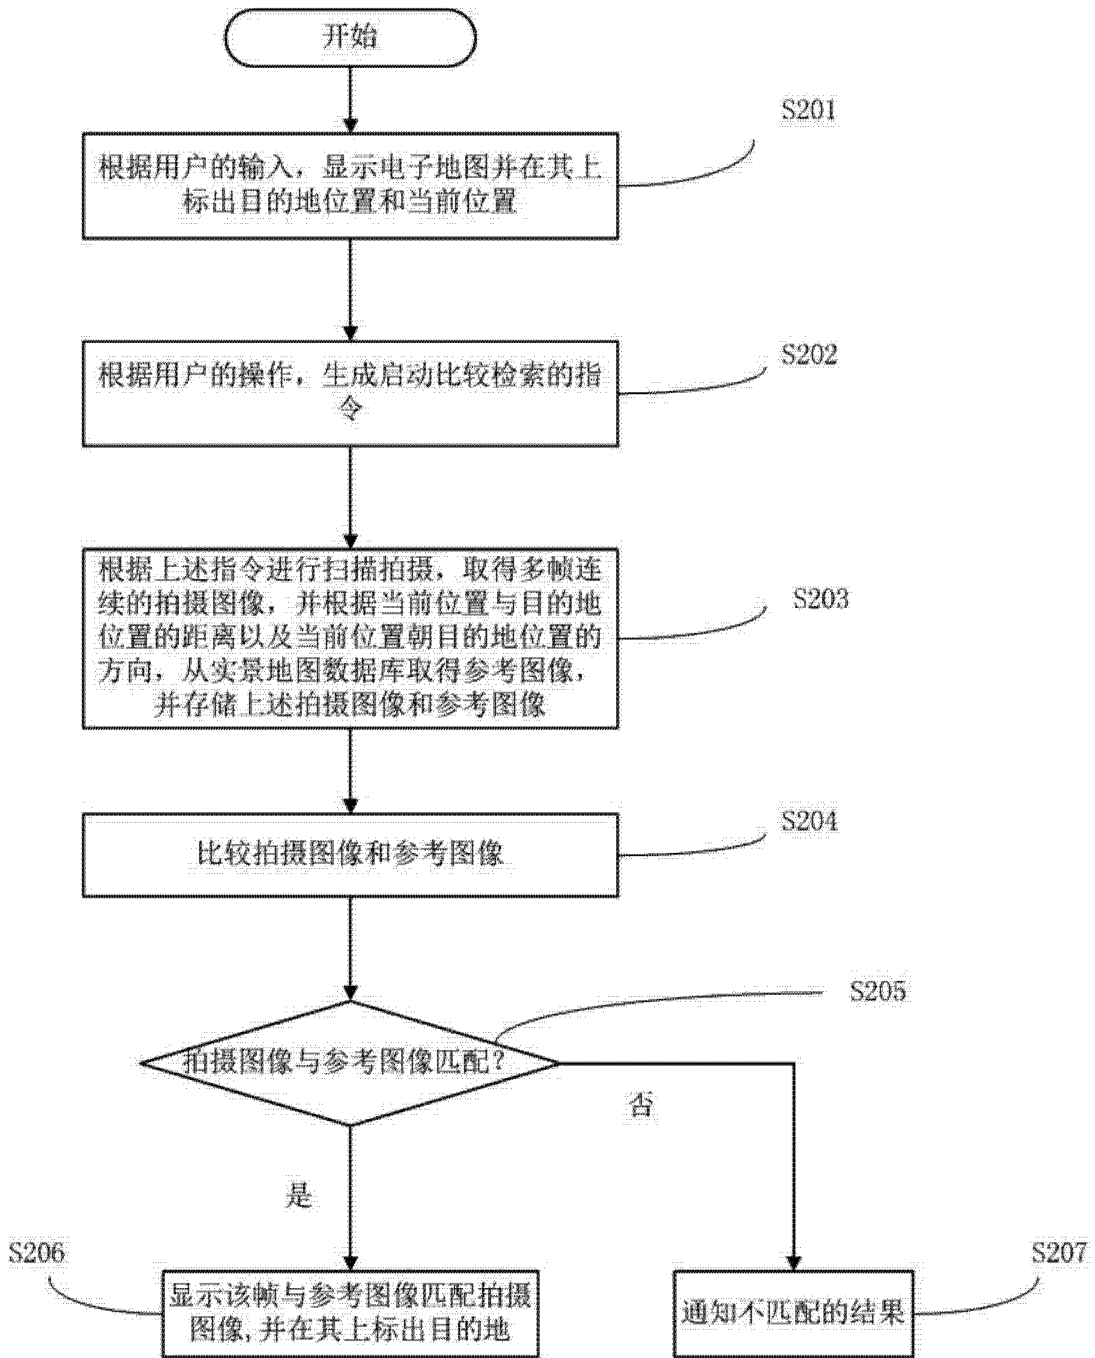 开始
S201
根据用户的输入，显示电子地图并在其上
标出目的地位置和当前位置
S202
根据用户的操作，生成启动比较检索的指
令
根据上述指令进行扫描拍摄，取得多帧连
续的拍摄图像，并根据当前位置与目的地
位置的距离以及当前位置朝目的地位置的
方向，从实景地图数据库取得参考图像，
并存储上述拍摄图像和参考图像
S203
S204
比较拍摄图像和参考图像
S205
拍摄图像与参考图像匹配？
否
是
S206
显示该帧与参考图像匹配拍摄
图像,并在其上标出目的地
S207
通知不匹配的结果